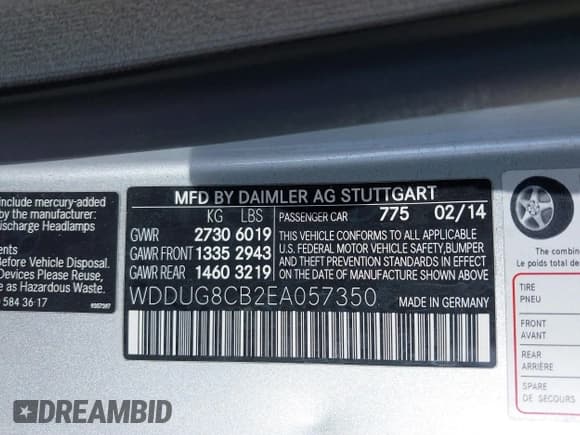 include mercury-added
by the manufacturer:
scharge Headlamps
ents
Before Vehicle Disposal.
Devices Please Reuse,
e as Hazardous Waste.
584 36 17
MFD BY DAIMLER AG STUTTGART
KG LBS PASSENGER CAR 775 02/14
GVWR 2730 6019
GAWR FRONT 1335 2943
GAWR REAR 1460 3219
THIS VEHICLE CONFORMS TO ALL APPLICABLE
U.S. FEDERAL MOTOR VEHICLE SAFETY,BUMPER
AND THEFT PREVENTION STANDARDS IN EFFECT
ON THE DATE OF MANUFACTURE SHOWN ABOVE.
WDDUG8CB2EA057350 MADE IN GERMANY
The combine
Le poids total des
TIRE
PNEU
FRONT
AVANT
REAR
ARRIÈRE
SPARE
DE SECOURS
DREAMBID